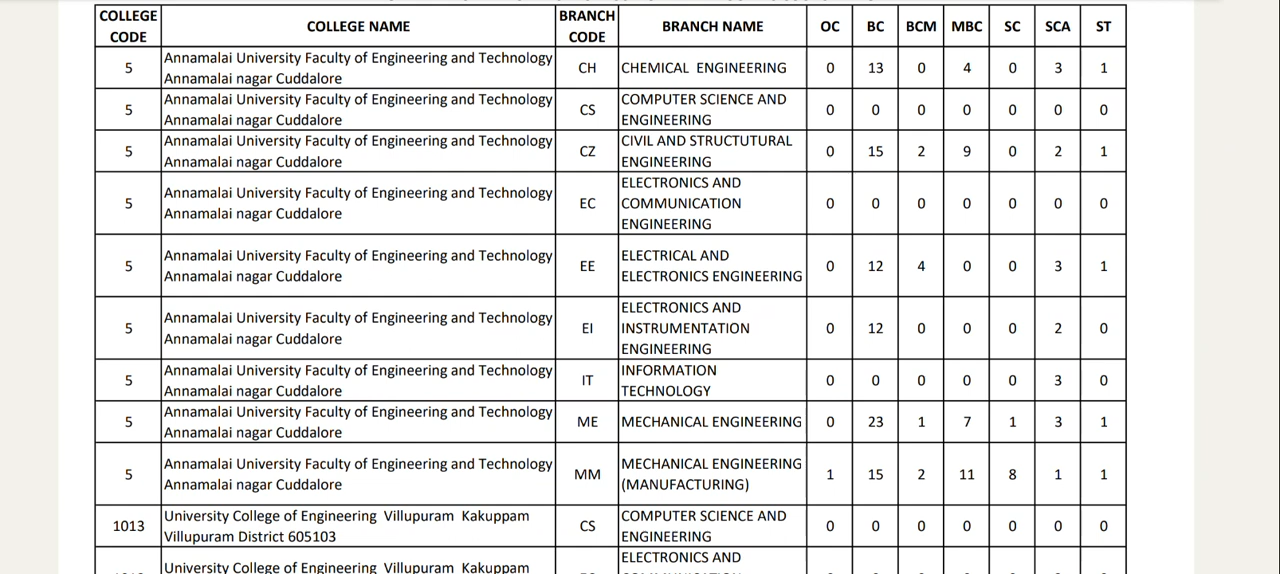 COLLEGE CODE COLLEGE NAME BRANCH CODE BRANCH NAME OC BC BCM MBC SC SCA ST
5 Annamalai University Faculty of Engineering and Technology Annamalai nagar Cuddalore CH CHEMICAL ENGINEERING 0 13 0 4 0 3 1
5 Annamalai University Faculty of Engineering and Technology Annamalai nagar Cuddalore CS COMPUTER SCIENCE AND ENGINEERING 0 0 0 0 0 0 0
5 Annamalai University Faculty of Engineering and Technology Annamalai nagar Cuddalore CZ CIVIL AND STRUCTUTURAL ENGINEERING 0 15 2 9 0 2 1
5 Annamalai University Faculty of Engineering and Technology Annamalai nagar Cuddalore EC ELECTRONICS AND COMMUNICATION ENGINEERING 0 0 0 0 0 0 0
5 Annamalai University Faculty of Engineering and Technology Annamalai nagar Cuddalore EE ELECTRICAL AND ELECTRONICS ENGINEERING 0 12 4 0 0 3 1
5 Annamalai University Faculty of Engineering and Technology Annamalai nagar Cuddalore EI ELECTRONICS AND INSTRUMENTATION ENGINEERING 0 12 0 0 0 2 0
5 Annamalai University Faculty of Engineering and Technology Annamalai nagar Cuddalore IT INFORMATION TECHNOLOGY 0 0 0 0 0 3 0
5 Annamalai University Faculty of Engineering and Technology Annamalai nagar Cuddalore ME MECHANICAL ENGINEERING 0 23 1 7 1 3 1
5 Annamalai University Faculty of Engineering and Technology Annamalai nagar Cuddalore MM MECHANICAL ENGINEERING (MANUFACTURING) 1 15 2 11 8 1 1
1013 University College of Engineering Villupuram Kakuppam Villupuram District 605103 CS COMPUTER SCIENCE AND ENGINEERING 0 0 0 0 0 0 0
University College of Engineering Villupuram Kakuppam ELECTRONICS AND